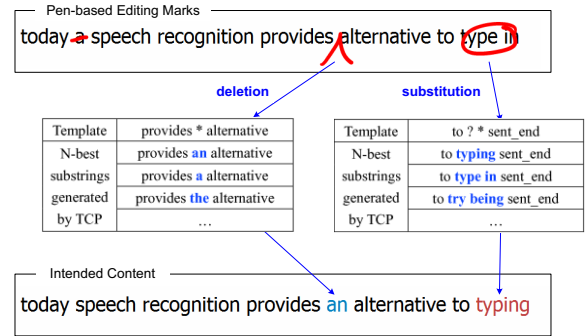 Pen-based Editing Marks
today a speech recognition provides alternative to type in
deletion
substitution
Template provides * alternative
N-best provides an alternative
substrings provides a alternative
generated provides the alternative
by TCP ...
Template to ? * sent_end
N-best to typing sent_end
substrings to type in sent_end
generated to try being sent_end
by TCP ...
Intended Content
today speech recognition provides an alternative to typing